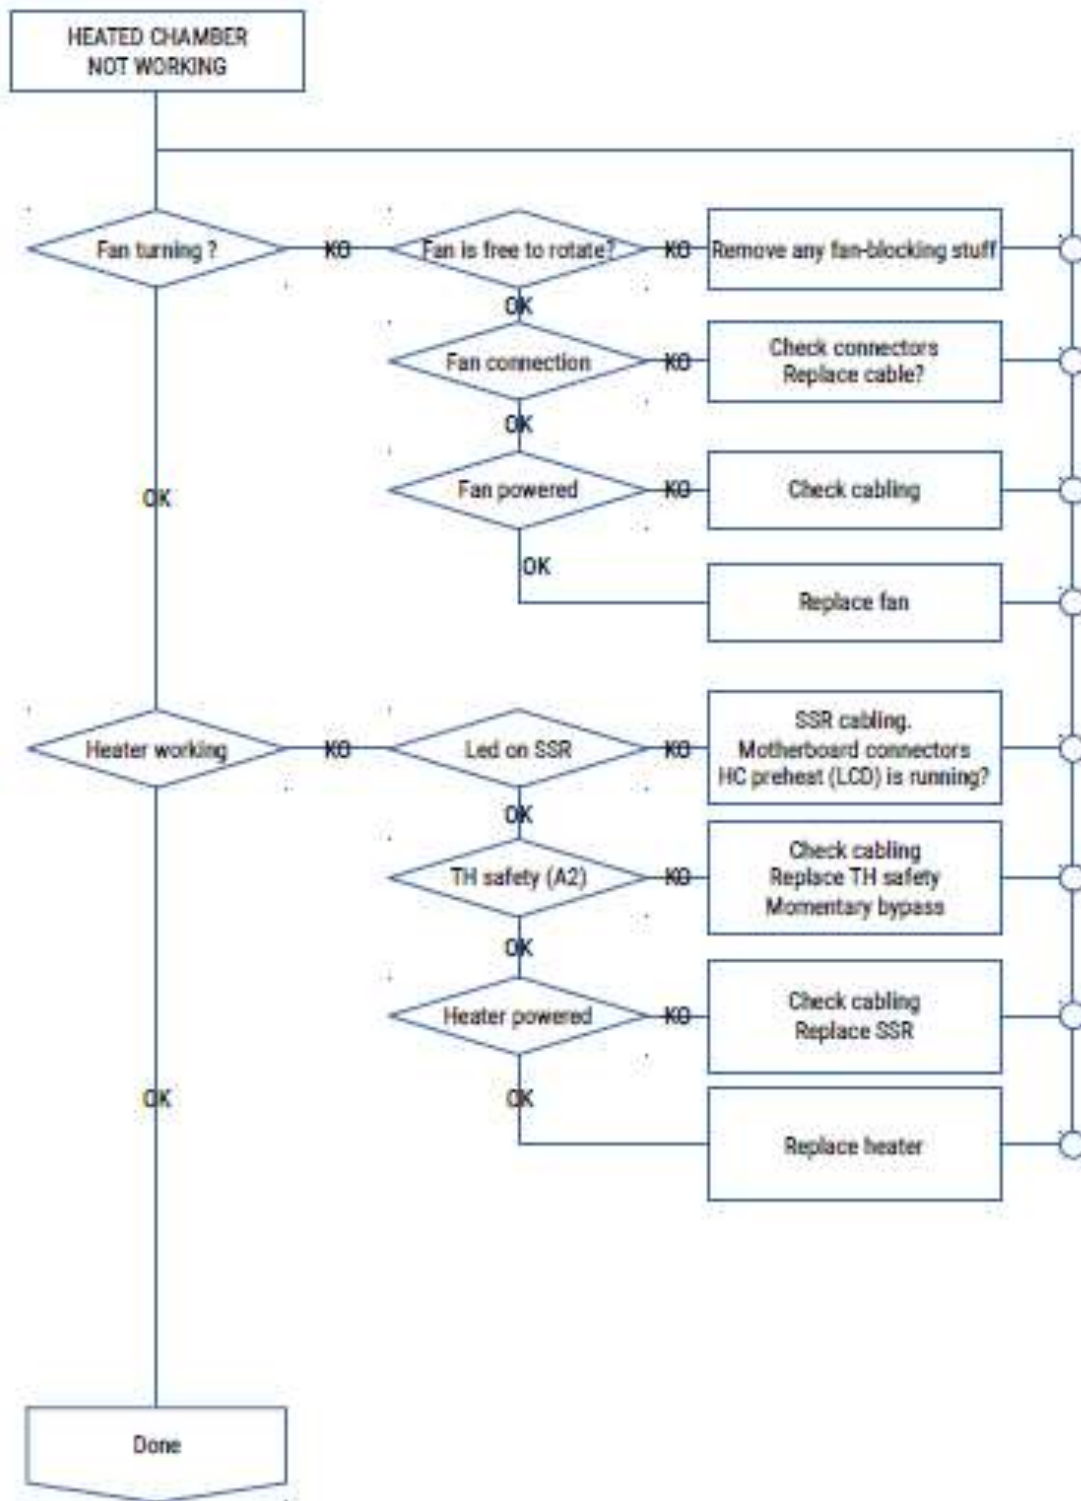 HEATED CHAMBER
NOT WORKING
Fan turning ?
KO
Fan is free to rotate?
KO
Remove any fan-blocking stuff
OK
Fan connection
KO
Check connectors
Replace cable?
OK
Fan powered
KO
Check cabling
OK
OK
Replace fan
Heater working
KO
Led on SSR
KO
SSR cabling.
Motherboard connectors
HC preheat (LCD) is running?
OK
TH safety (A2)
KO
Check cabling
Replace TH safety
Momentary bypass
OK
Heater powered
KO
Check cabling
Replace SSR
OK
OK
Replace heater
Done